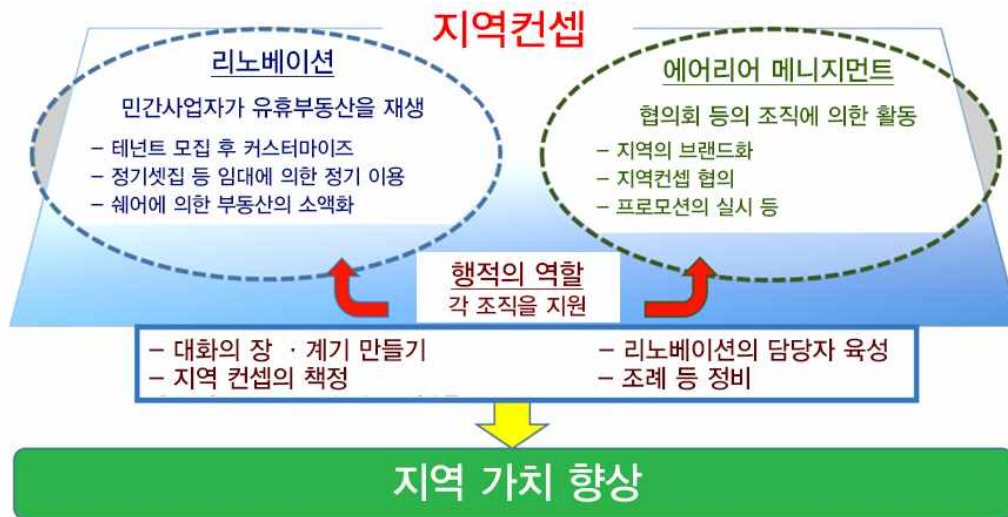 지역컨셉
리노베이션
민간사업자가 유휴부동산을 재생
– 테넌트 모집 후 커스터마이즈
– 정기셋집 등 임대에 의한 정기 이용
– 쉐어에 의한 부동산의 소액화
에어리어 메니지먼트
협의회 등의 조직에 의한 활동
– 지역의 브랜드화
– 지역컨셉 협의
– 프로모션의 실시 등
행적의 역할
각 조직을 지원
– 대화의 장 · 계기 만들기
– 지역 컨셉의 책정
– 리노베이션의 담당자 육성
– 조례 등 정비
지역 가치 향상